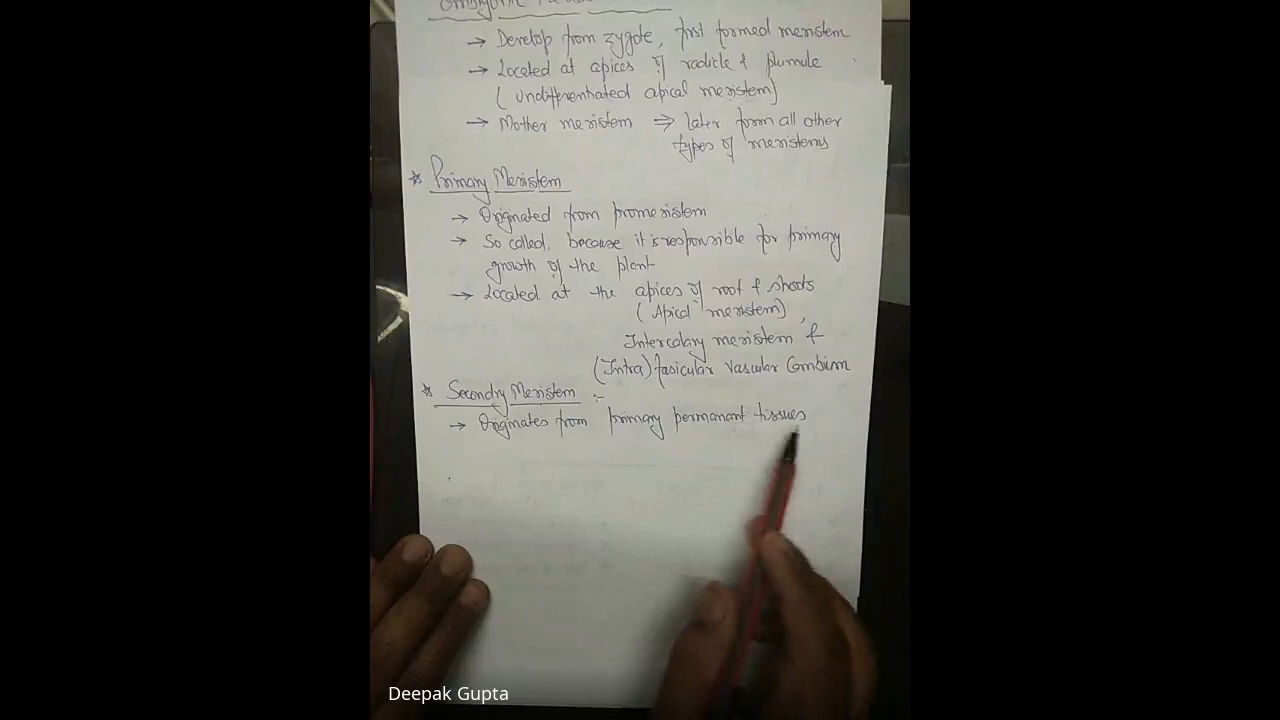 → Develop from zygote, first formed meristem
→ Located at apices of radicle & plumule
(undifferentiated apical meristem)
→ Mother meristem ⇒ later form all other
types of meristems
* Primary Meristem
→ Originated from promeristem
→ So called, because it is responsible for primary
growth of the plant
→ Located at the apices of root & shoots
(Apical meristem),
Intercalary meristem &
(Intra) fasicular vascular Cambium
* Secondry Meristem :-
→ Originates from primary permanant tissues
Deepak Gupta